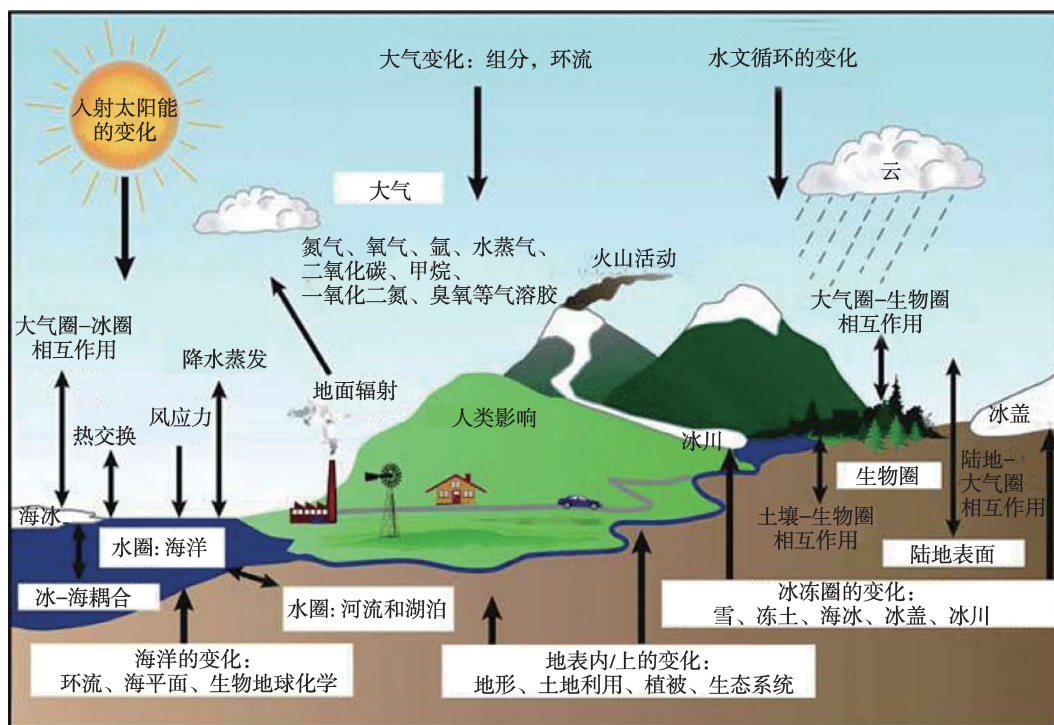 大气变化：组分，环流
水文循环的变化
入射太阳能
的变化
云
大气
氮气、氧气、氩、水蒸气、
二氧化碳、甲烷、
一氧化二氮、臭氧等气溶胶
火山活动
大气圈–冰圈
相互作用
大气圈–生物圈
相互作用
降水蒸发
地面辐射
风应力
热交换
人类影响
冰川
冰盖
生物圈
陆地–
大气圈
相互作用
海冰
水圈：海洋
土壤–生物圈
相互作用
陆地表面
冰–海耦合
水圈：河流和湖泊
冰冻圈的变化：
雪、冻土、海冰、冰盖、冰川
海洋的变化：
环流、海平面、生物地球化学
地表内/上的变化：
地形、土地利用、植被、生态系统